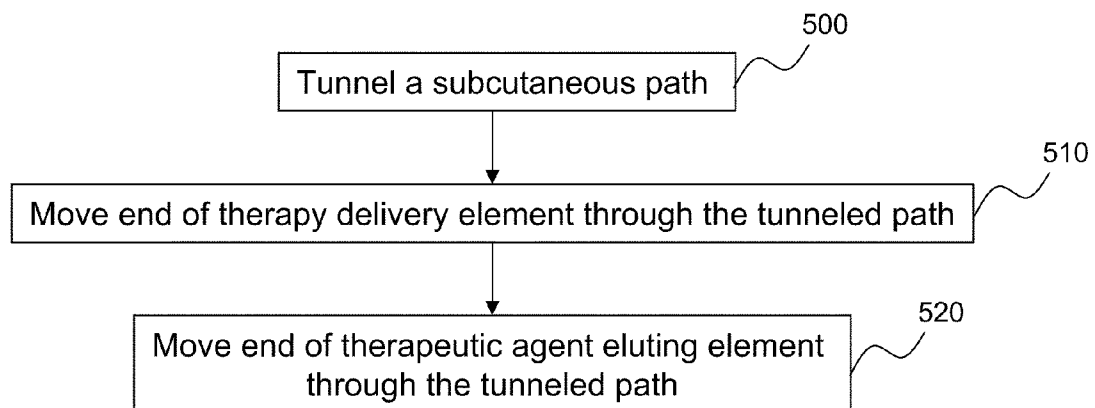 500
Tunnel a subcutaneous path
510
Move end of therapy delivery element through the tunneled path
520
Move end of therapeutic agent eluting element
through the tunneled path